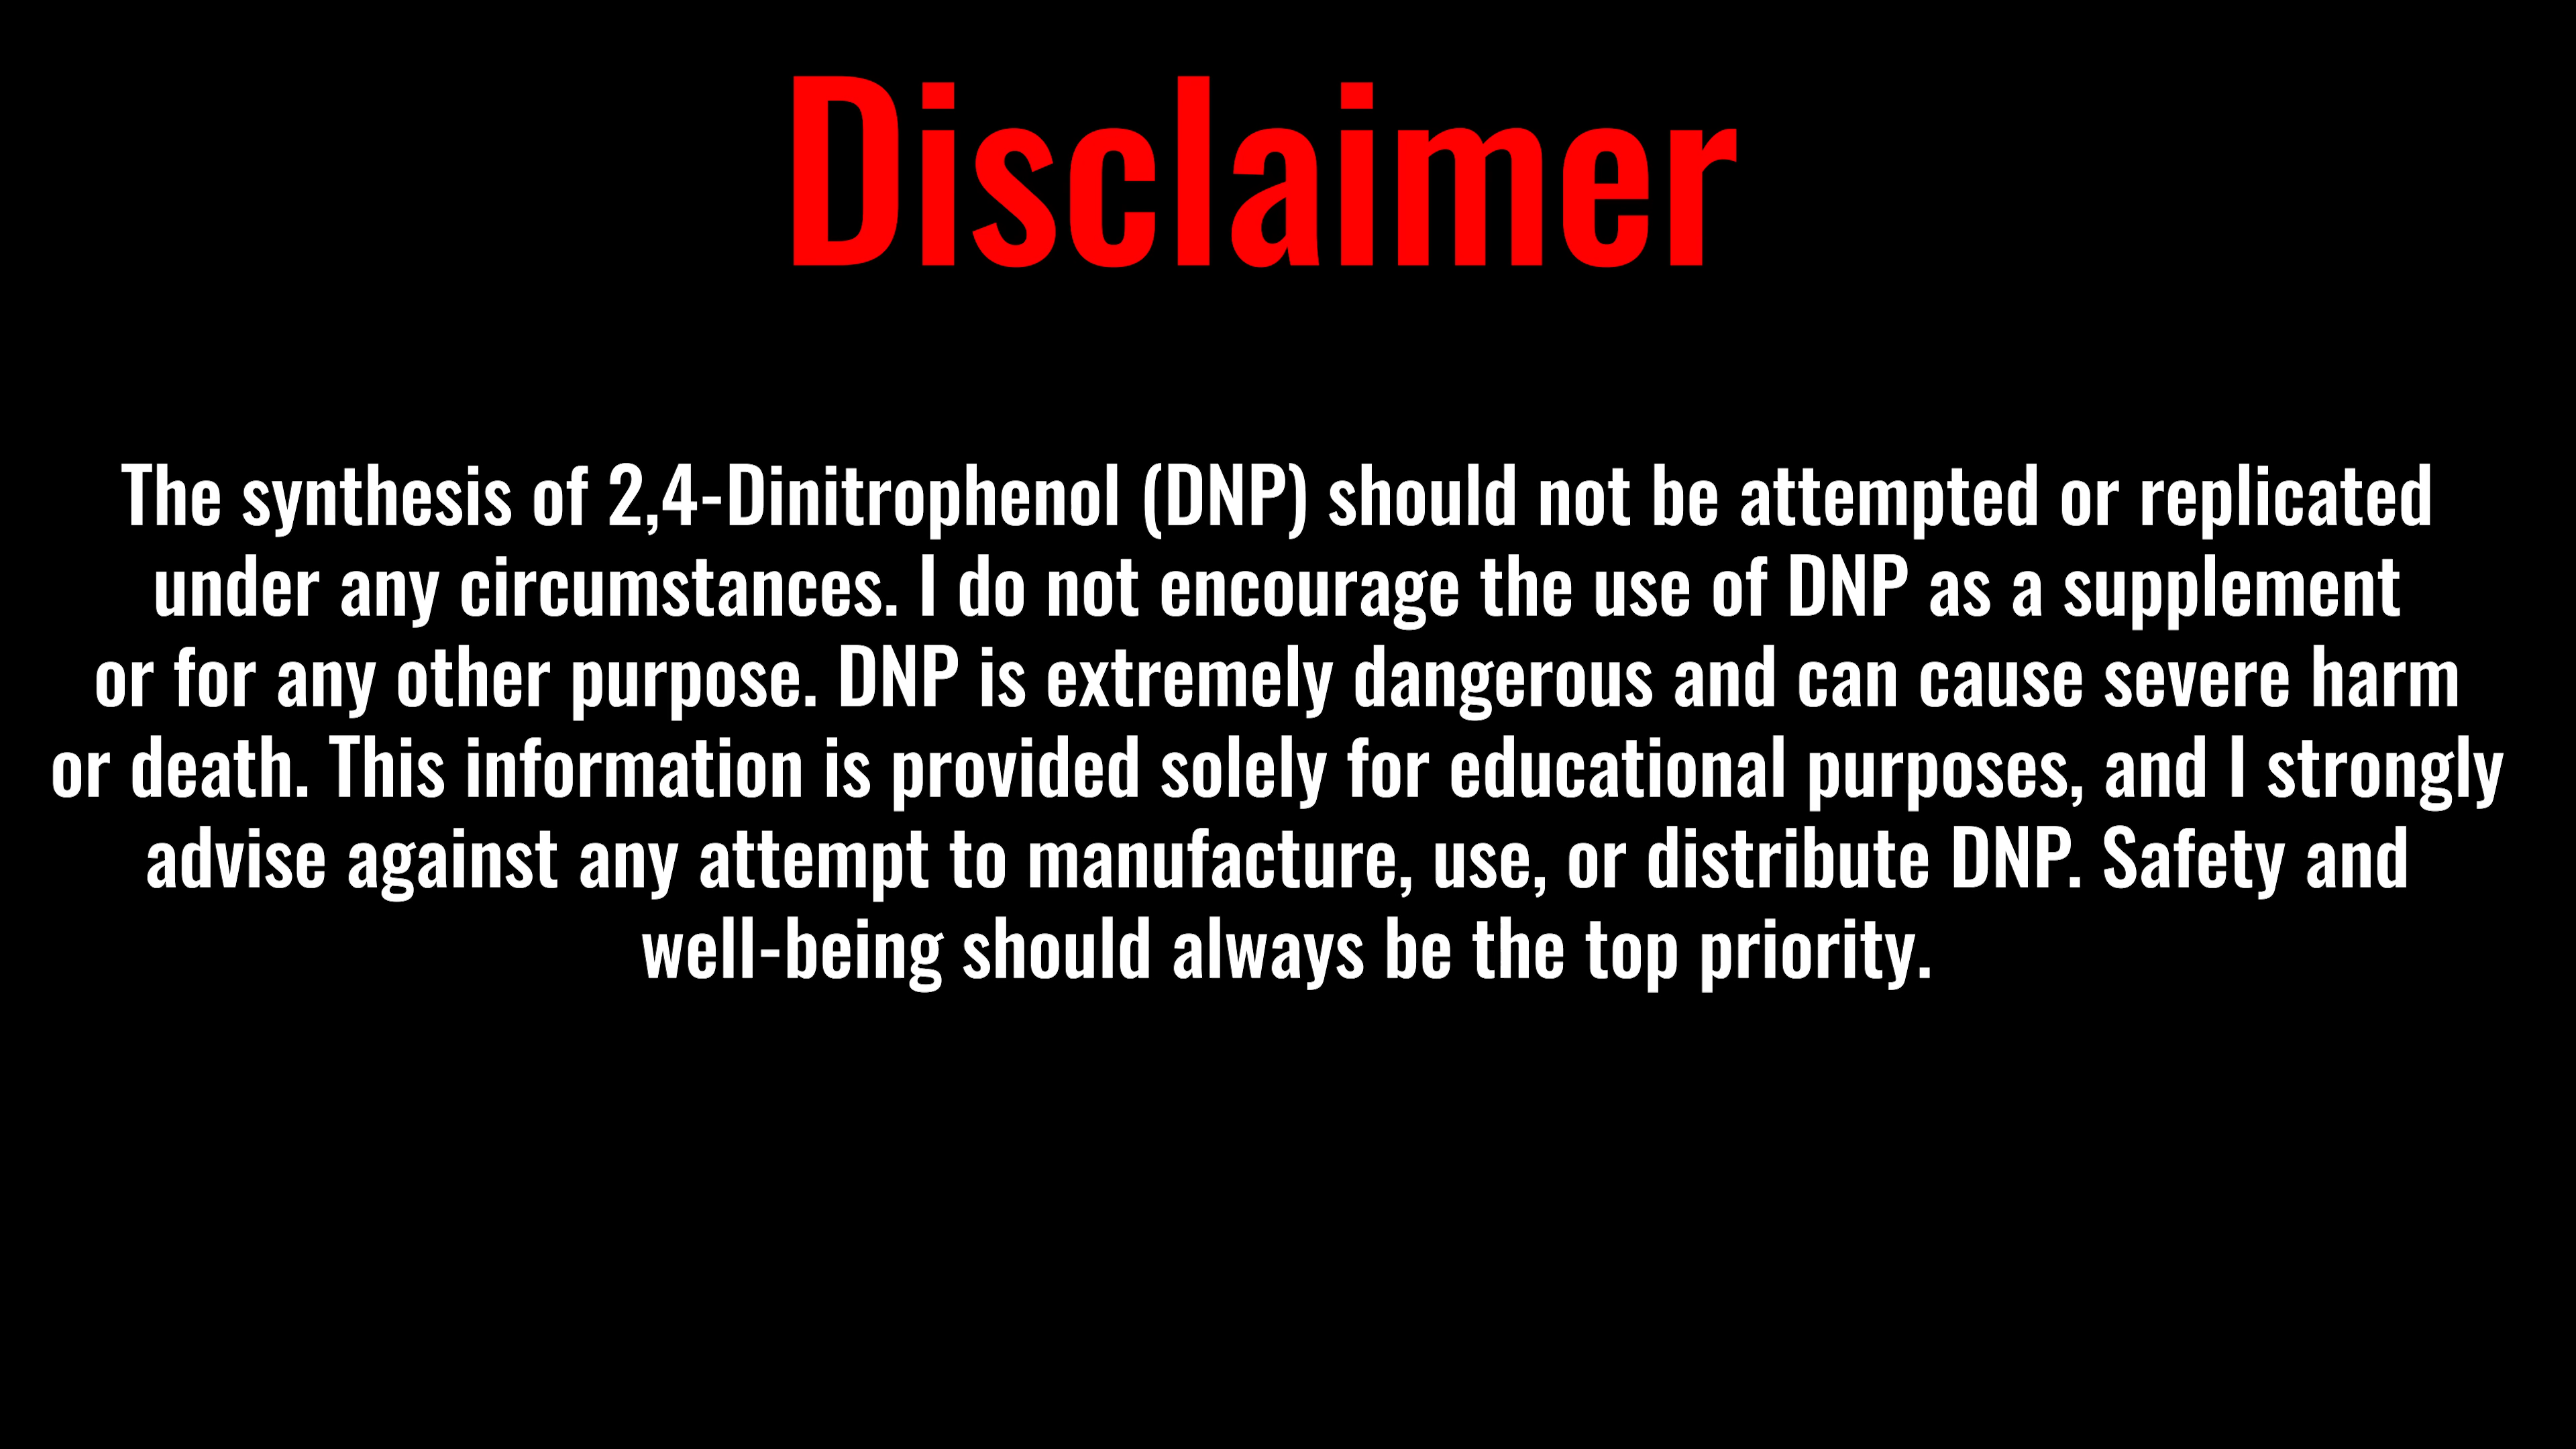 Disclaimer
The synthesis of 2,4-Dinitrophenol (DNP) should not be attempted or replicated
under any circumstances. I do not encourage the use of DNP as a supplement
or for any other purpose. DNP is extremely dangerous and can cause severe harm
or death. This information is provided solely for educational purposes, and I strongly
advise against any attempt to manufacture, use, or distribute DNP. Safety and
well-being should always be the top priority.